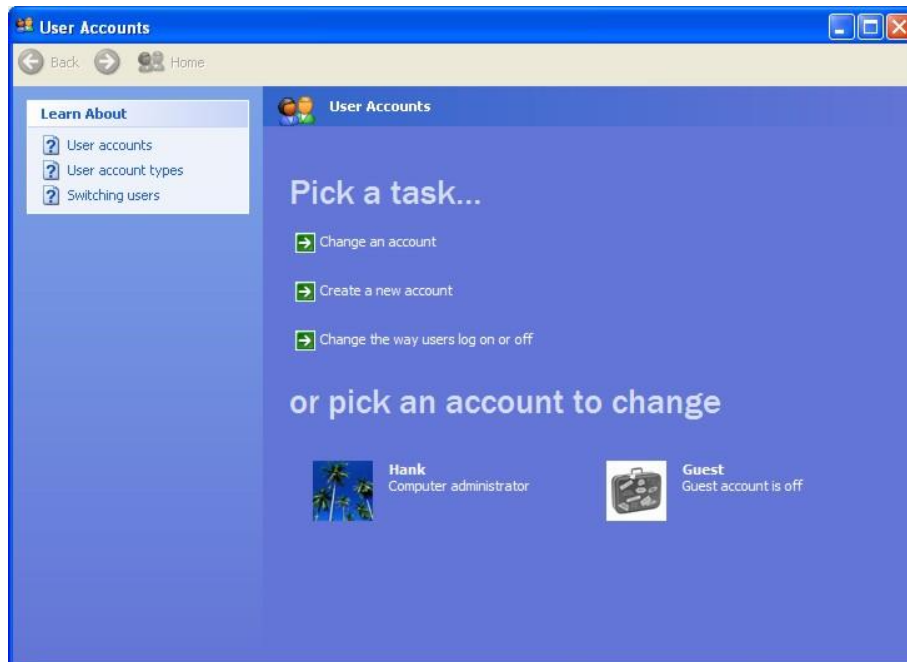 User Accounts
Back Home
Learn About
User accounts
User account types
Switching users
User Accounts
Pick a task...
Change an account
Create a new account
Change the way users log on or off
or pick an account to change
Hank
Computer administrator
Guest
Guest account is off